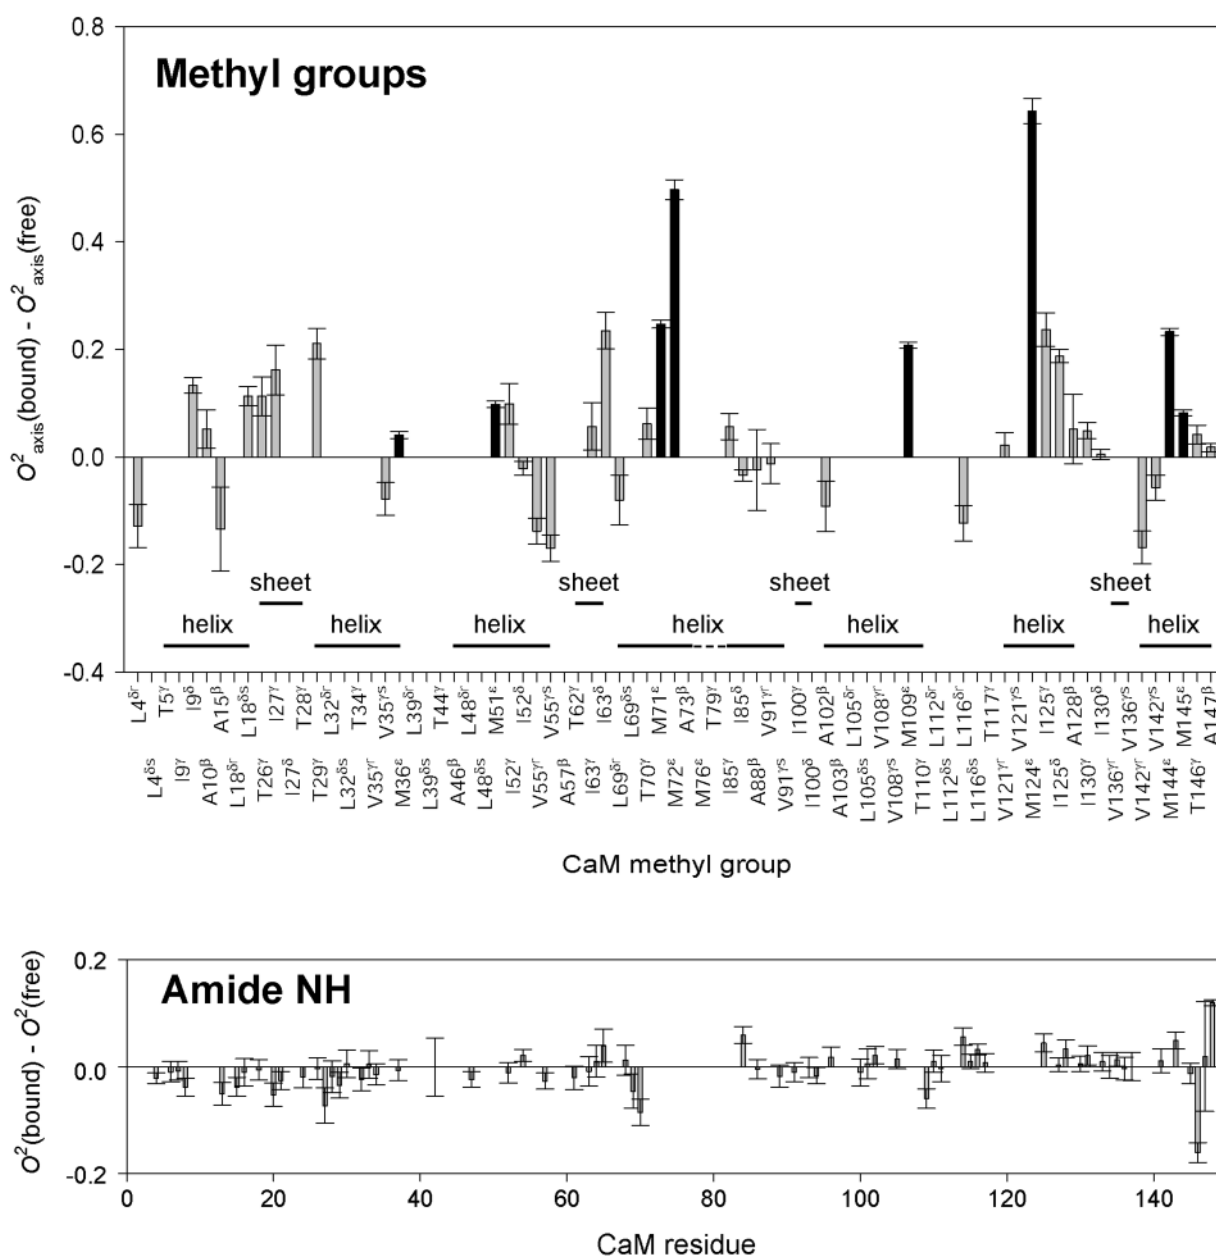 Methyl groups
O²axis(bound) - O²axis(free)
0.8
0.6
0.4
0.2
0.0
-0.2
-0.4
sheet sheet sheet sheet
helix helix helix helix helix helix helix
L4δr T5γ I9δ A15β L18δs I27γ T28γ L32δr T34γ V35γs L39δr T44γ L48δr M51ε I52δ V55γs T62γ I63δ L69δs M71ε A73β T79γ I85δ V91γr I100γ A102β L105δr V108γr M109ε L112δr L116δr T117γ V121γs I125γ A128β I130δ V136γs V142γs M145ε A147β
L4δs I9γ A10β L18δr T26γ I27δ T29γ L32δs V35γr M36ε L39δs A46β L48δs I52γ V55γr A57β I63γ L69δr T70γ M72ε M76ε I85γ A88β V91γs I100δ A103β L105δs V108γs T110γ L112δs L116δs V121γr M124ε I125δ I130γ V136γr V142γr M144ε T146γ
CaM methyl group
Amide NH
O²(bound) - O²(free)
0.2
0.0
-0.2
0 20 40 60 80 100 120 140
CaM residue